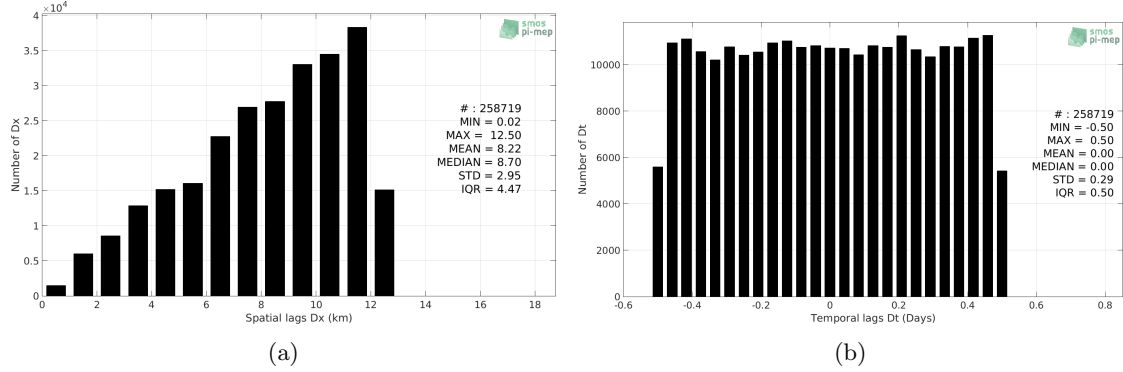 ×10⁴
4
3.5
3
2.5
2
1.5
1
0.5
0
0 2 4 6 8 10 12 14 16 18
Number of Dx
Spatial lags Dx (km)
smos
pi-mep
# : 258719
MIN = 0.02
MAX = 12.50
MEAN = 8.22
MEDIAN = 8.70
STD = 2.95
IQR = 4.47
(a)
10000
8000
6000
4000
2000
0
-0.6 -0.4 -0.2 0 0.2 0.4 0.6 0.8
Number of Dt
Temporal lags Dt (Days)
smos
pi-mep
# : 258719
MIN = -0.50
MAX = 0.50
MEAN = 0.00
MEDIAN = 0.00
STD = 0.29
IQR = 0.50
(b)